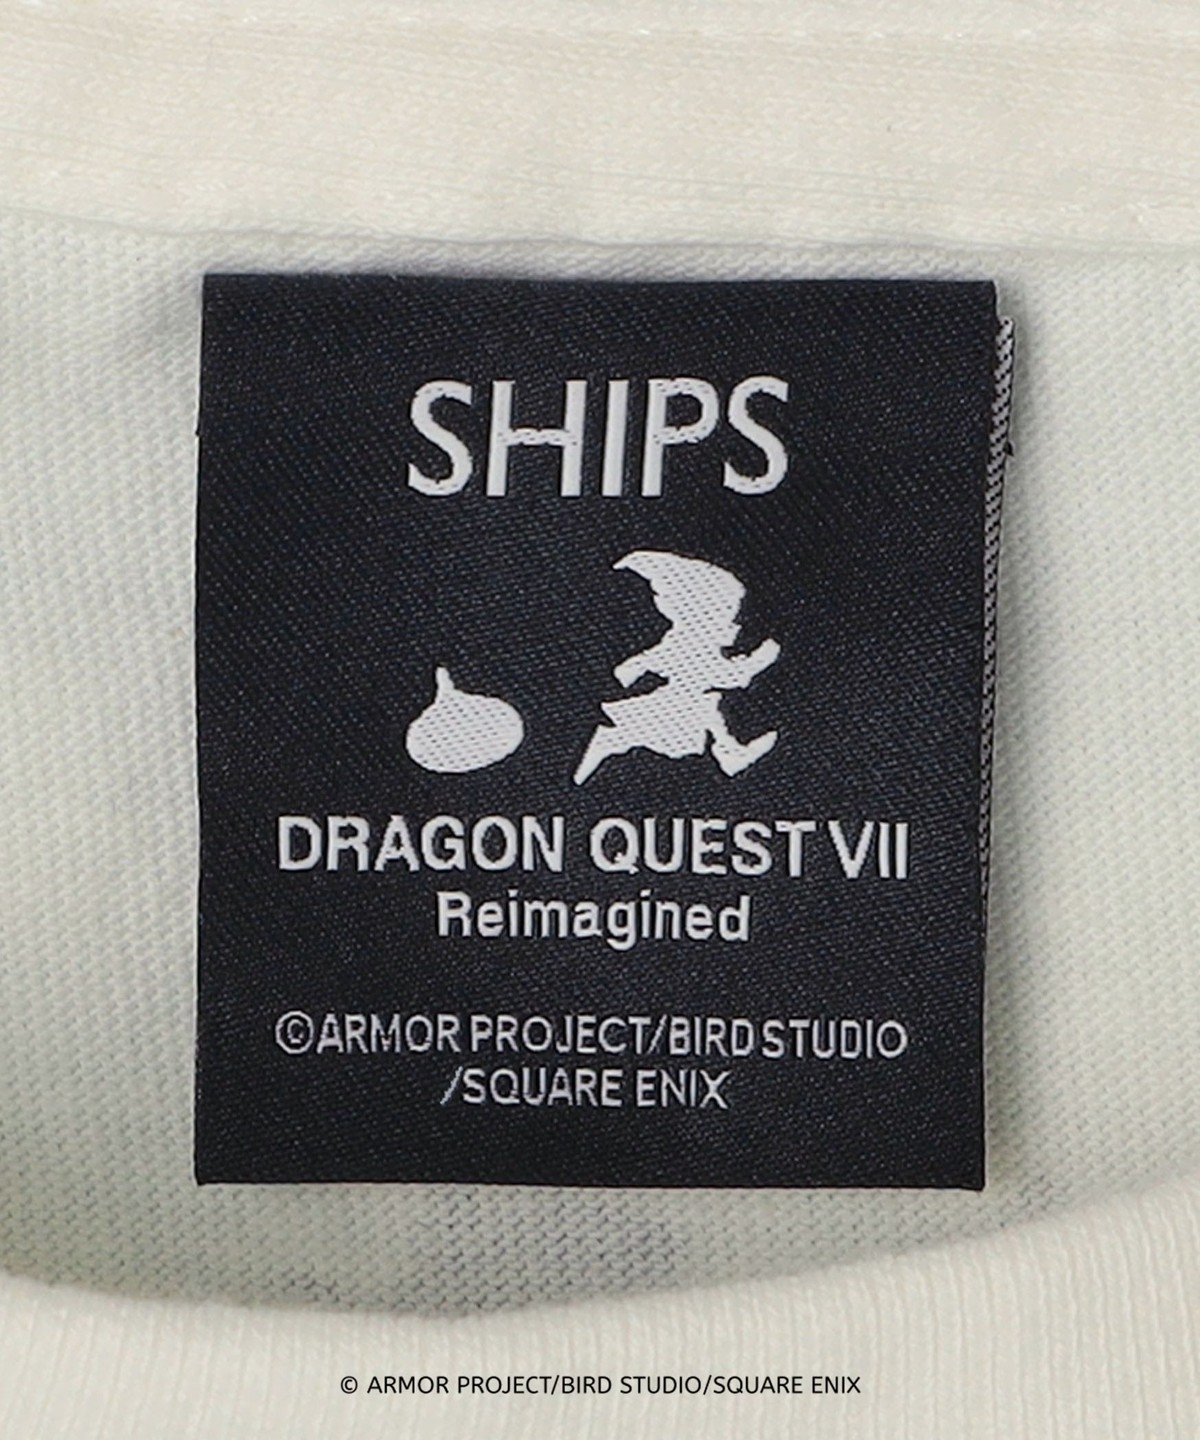 SHIPS
DRAGON QUEST VII
Reimagined
©ARMOR PROJECT/BIRD STUDIO
/SQUARE ENIX
© ARMOR PROJECT/BIRD STUDIO/SQUARE ENIX